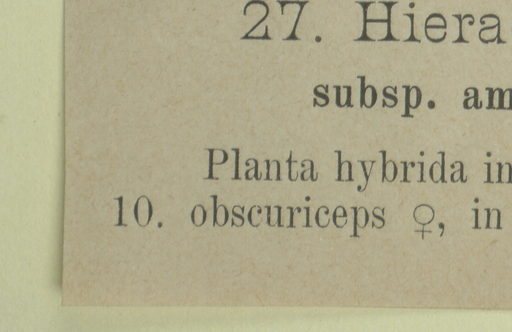 27. Hiera
subsp. am
Planta hybrida in
10. obscuriceps ♀, in